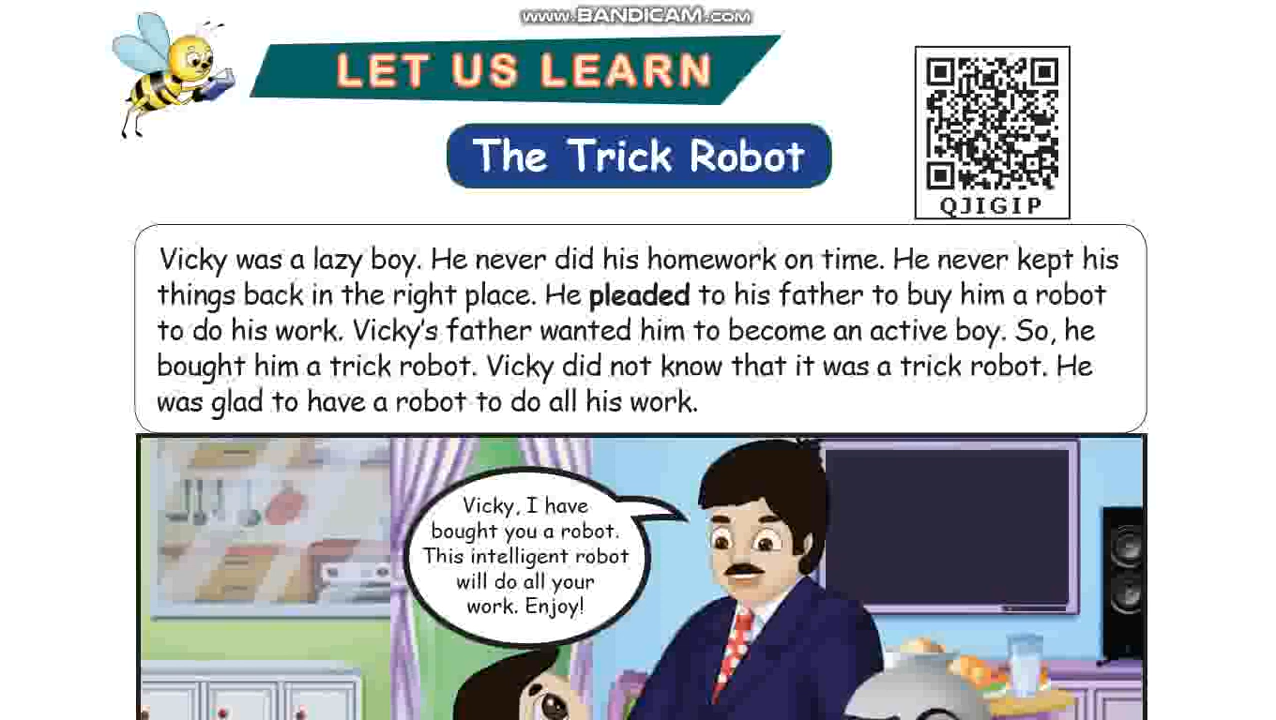 www.BANDICAM.com
LET US LEARN
The Trick Robot
QJIGIP
Vicky was a lazy boy. He never did his homework on time. He never kept his
things back in the right place. He pleaded to his father to buy him a robot
to do his work. Vicky's father wanted him to become an active boy. So, he
bought him a trick robot. Vicky did not know that it was a trick robot. He
was glad to have a robot to do all his work.
Vicky, I have
bought you a robot.
This intelligent robot
will do all your
work. Enjoy!